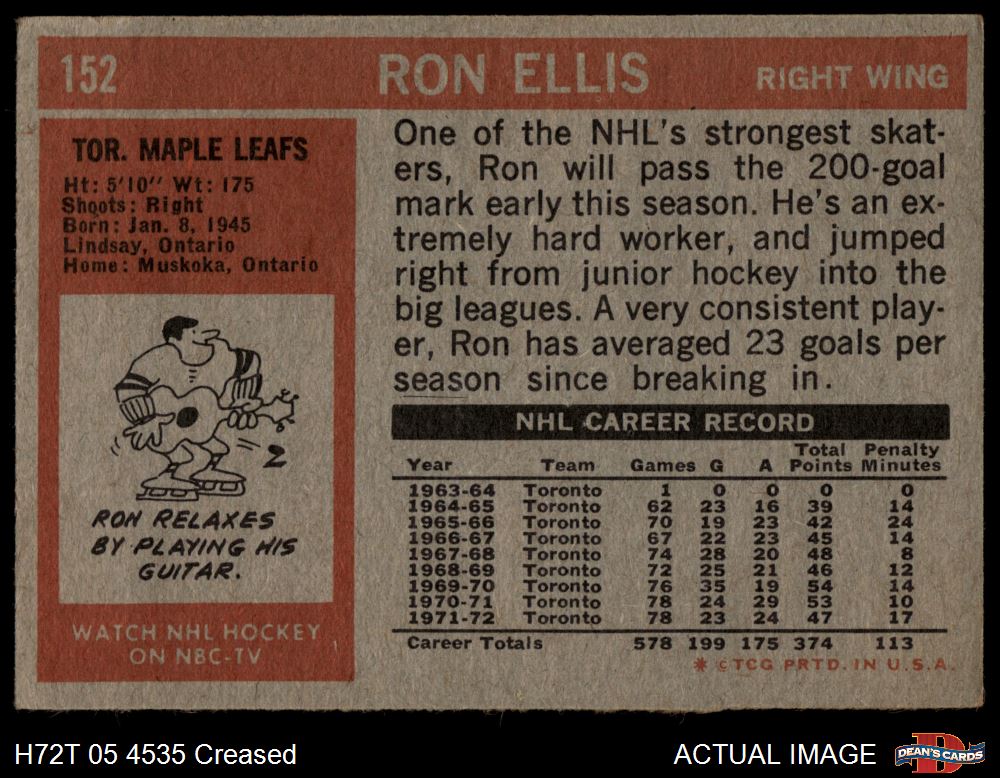 152 RON ELLIS RIGHT WING
TOR. MAPLE LEAFS
Ht: 5'10" Wt: 175
Shoots: Right
Born: Jan. 8, 1945
Lindsay, Ontario
Home: Muskoka, Ontario
2
RON RELAXES
BY PLAYING HIS
GUITAR.
WATCH NHL HOCKEY
ON NBC-TV
One of the NHL's strongest skat-
ers, Ron will pass the 200-goal
mark early this season. He's an ex-
tremely hard worker, and jumped
right from junior hockey into the
big leagues. A very consistent play-
er, Ron has averaged 23 goals per
season since breaking in.
NHL CAREER RECORD
Year Team Games G A Total Points Penalty Minutes
1963-64 Toronto 1 0 0 0 0
1964-65 Toronto 62 23 16 39 14
1965-66 Toronto 70 19 23 42 24
1966-67 Toronto 67 22 23 45 14
1967-68 Toronto 74 28 20 48 8
1968-69 Toronto 72 25 21 46 12
1969-70 Toronto 76 35 19 54 14
1970-71 Toronto 78 24 29 53 10
1971-72 Toronto 78 23 24 47 17
Career Totals 578 199 175 374 113
* © TCG PRTD. IN U.S.A.
H72T 05 4535 Creased ACTUAL IMAGE DEAN'S CARDS